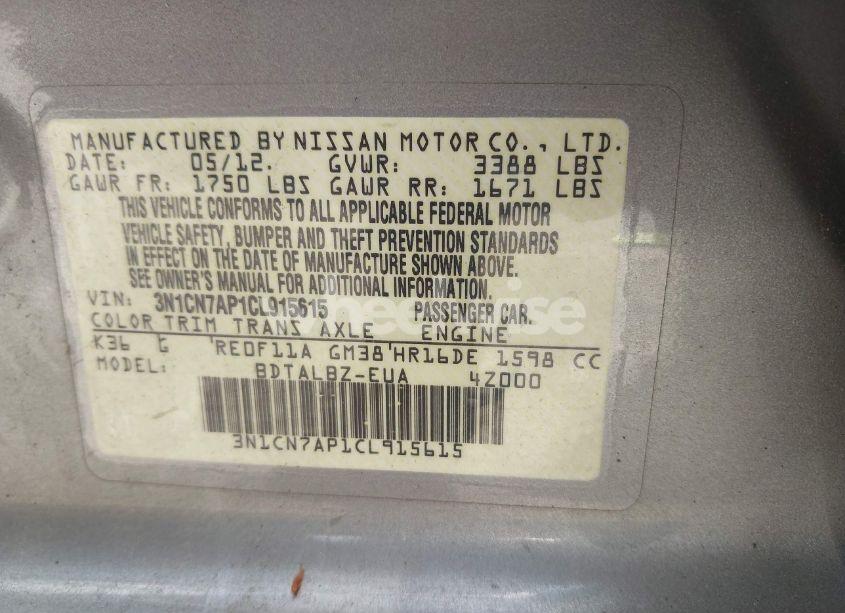 MANUFACTURED BY NISSAN MOTOR CO., LTD.
DATE: 05/12. GVWR: 3388 LBS
GAWR FR: 1750 LBS GAWR RR: 1671 LBS
THIS VEHICLE CONFORMS TO ALL APPLICABLE FEDERAL MOTOR
VEHICLE SAFETY, BUMPER AND THEFT PREVENTION STANDARDS
IN EFFECT ON THE DATE OF MANUFACTURE SHOWN ABOVE.
SEE OWNER'S MANUAL FOR ADDITIONAL INFORMATION.
VIN: 3N1CN7AP1CL915615 PASSENGER CAR.
COLOR TRIM TRANS AXLE ENGINE
K36 G REOF11A GM38 HR16DE 1598 CC
MODEL: BDTALBZ-EUA 4Z000
3N1CN7AP1CL915615